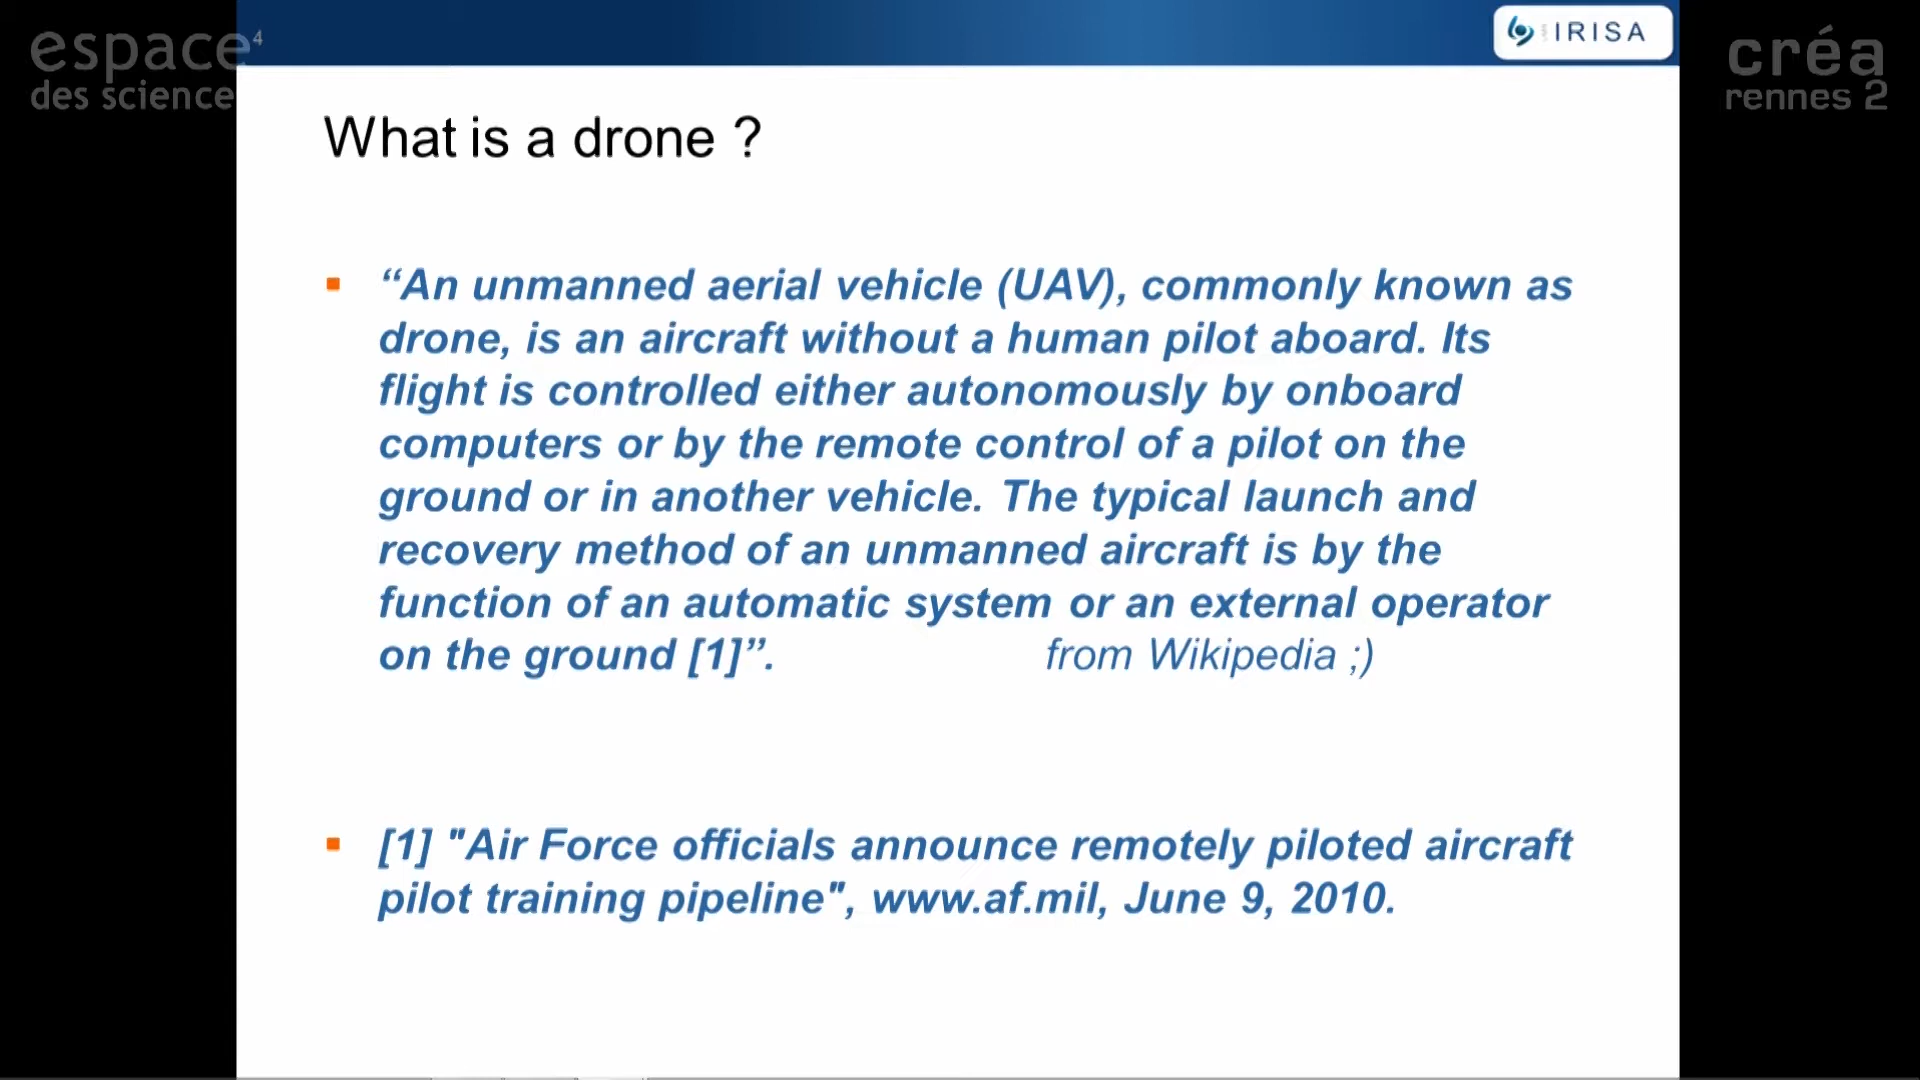 espace
des science
4
IRISA
créa
rennes 2
What is a drone ?
“An unmanned aerial vehicle (UAV), commonly known as
drone, is an aircraft without a human pilot aboard. Its
flight is controlled either autonomously by onboard
computers or by the remote control of a pilot on the
ground or in another vehicle. The typical launch and
recovery method of an unmanned aircraft is by the
function of an automatic system or an external operator
on the ground [1]”. from Wikipedia ;)
[1] "Air Force officials announce remotely piloted aircraft
pilot training pipeline", www.af.mil, June 9, 2010.